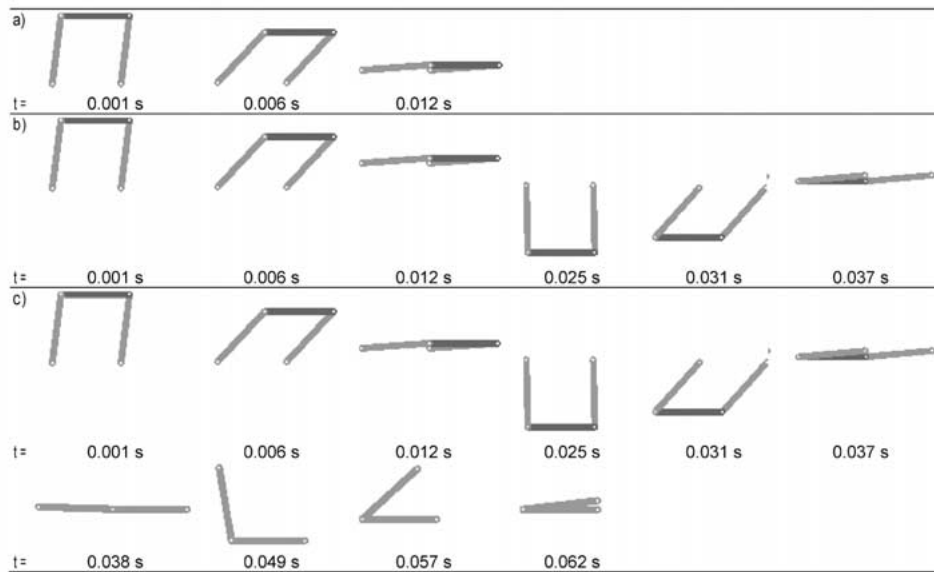 a)
t = 0.001 s 0.006 s 0.012 s
b)
t = 0.001 s 0.006 s 0.012 s 0.025 s 0.031 s 0.037 s
c)
t = 0.001 s 0.006 s 0.012 s 0.025 s 0.031 s 0.037 s
t = 0.038 s 0.049 s 0.057 s 0.062 s